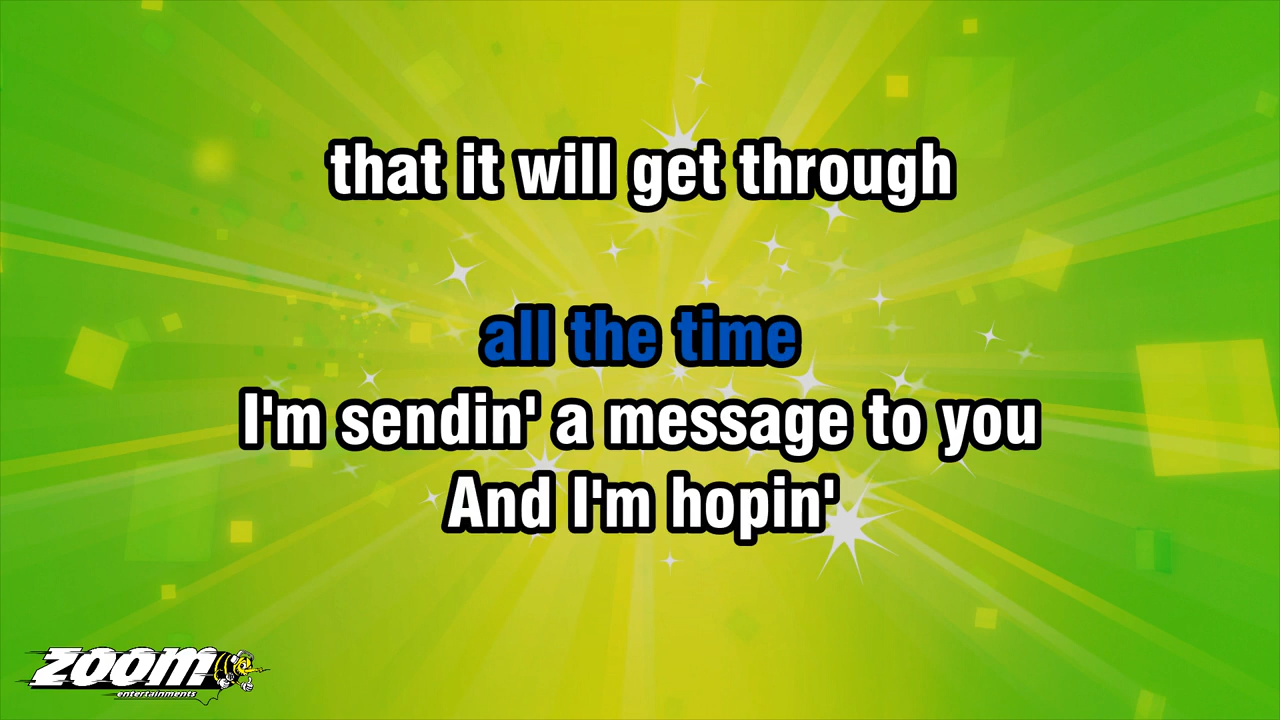 that it will get through
all the time
I'm sendin' a message to you
And I'm hopin'
zoom
entertainments